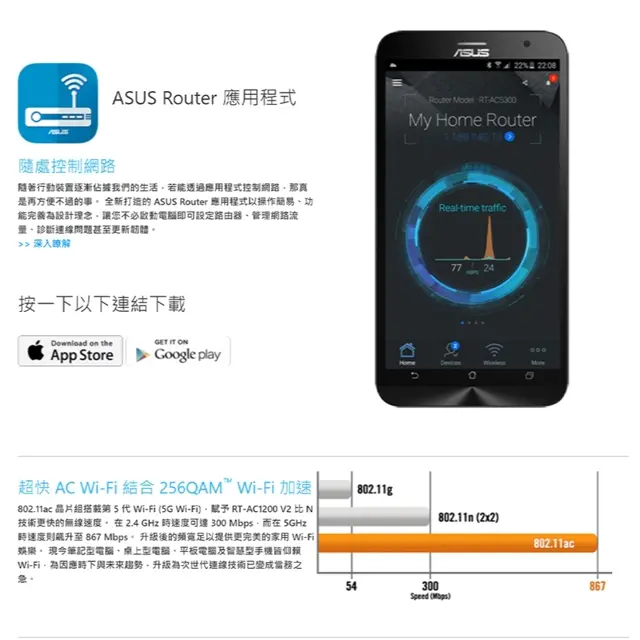 ASUS Router 應用程式
ASUS
隨處控制網路
隨著行動裝置逐漸佔據我們的生活，若能透過應用程式控制網路，那真
是再方便不過的事。 全新打造的 ASUS Router 應用程式以操作簡易、功
能完善為設計理念，讓您不必啟動電腦即可設定路由器、管理網路流
量、診斷連線問題甚至更新韌體。
>> 深入瞭解
按一下以下連結下載
Download on the
App Store
GET IT ON
Google play
ASUS
22% 22:08
Router Model : RT-AC5300
My Home Router
Real-time traffic
77 24
Home Devices Wireless More
超快 AC Wi-Fi 結合 256QAM™ Wi-Fi 加速
802.11ac 晶片組搭載第 5 代 Wi-Fi (5G Wi-Fi)，賦予 RT-AC1200 V2 比 N
技術更快的無線速度。 在 2.4 GHz 時速度可達 300 Mbps，而在 5GHz
時速度則飆升至 867 Mbps。 升級後的頻寬足以提供更完美的家用 Wi-Fi
娛樂。 現今筆記型電腦、桌上型電腦、平板電腦及智慧型手機皆仰賴
Wi-Fi，為因應時下與未來趨勢，升級為次世代連線技術已變成當務之
急。
802.11g
802.11n (2x2)
802.11ac
54 300 867
Speed (Mbps)